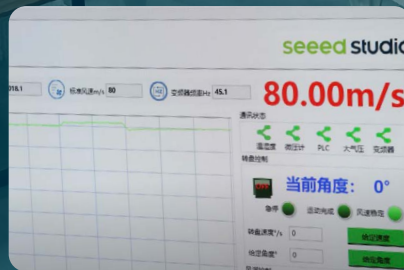 seeed studio
018.1 标准风速m/s 80 变频器频率Hz 45.1
80.00m/s
通讯状态
温湿度 微压计 PLC 大气压 变频器
转盘控制
OFF 当前角度： 0°
急停 运动完成 风速稳定
转盘速度°/s 0 设定速度
设定角度° 0 设定角度